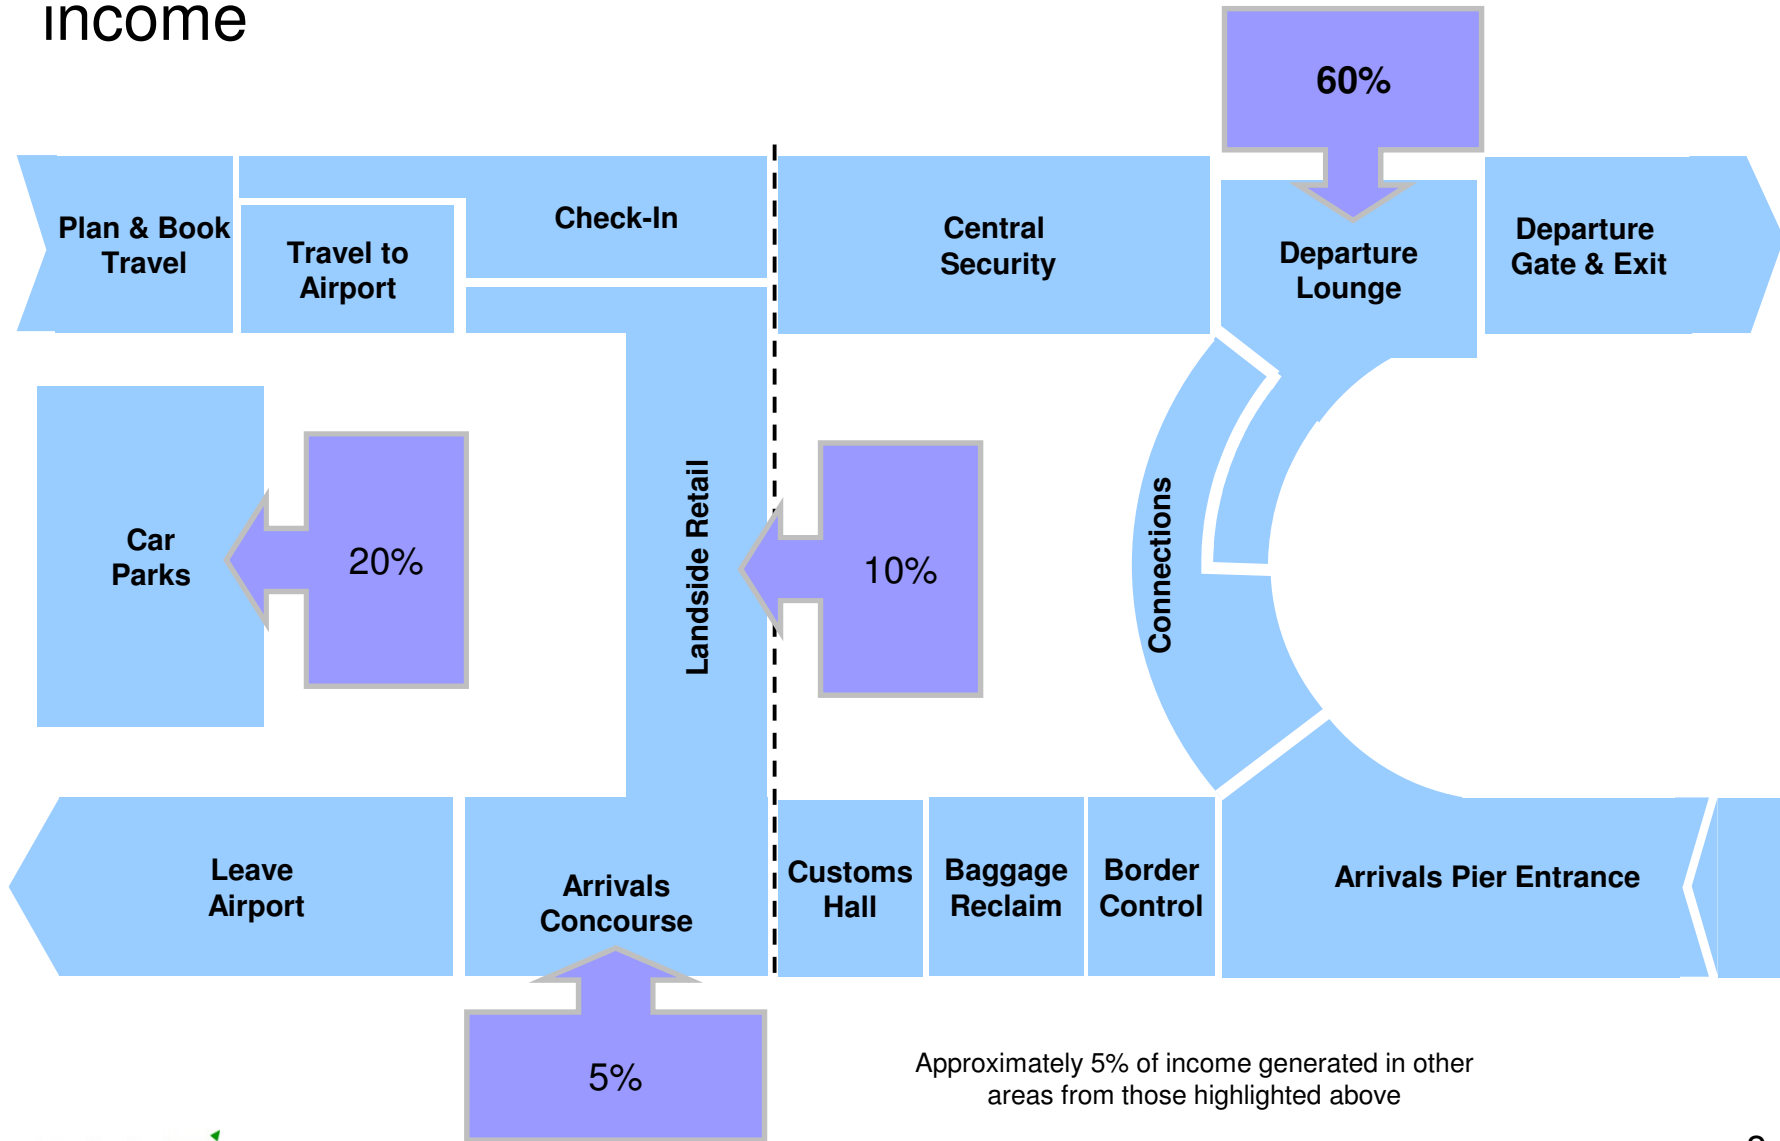 income
60%
Plan & Book
Travel
Travel to
Airport
Check-In
Central
Security
Departure
Lounge
Departure
Gate & Exit
Car
Parks
20%
Landside Retail
10%
Connections
Leave
Airport
Arrivals
Concourse
Customs
Hall
Baggage
Reclaim
Border
Control
Arrivals Pier Entrance
5%
Approximately 5% of income generated in other
areas from those highlighted above